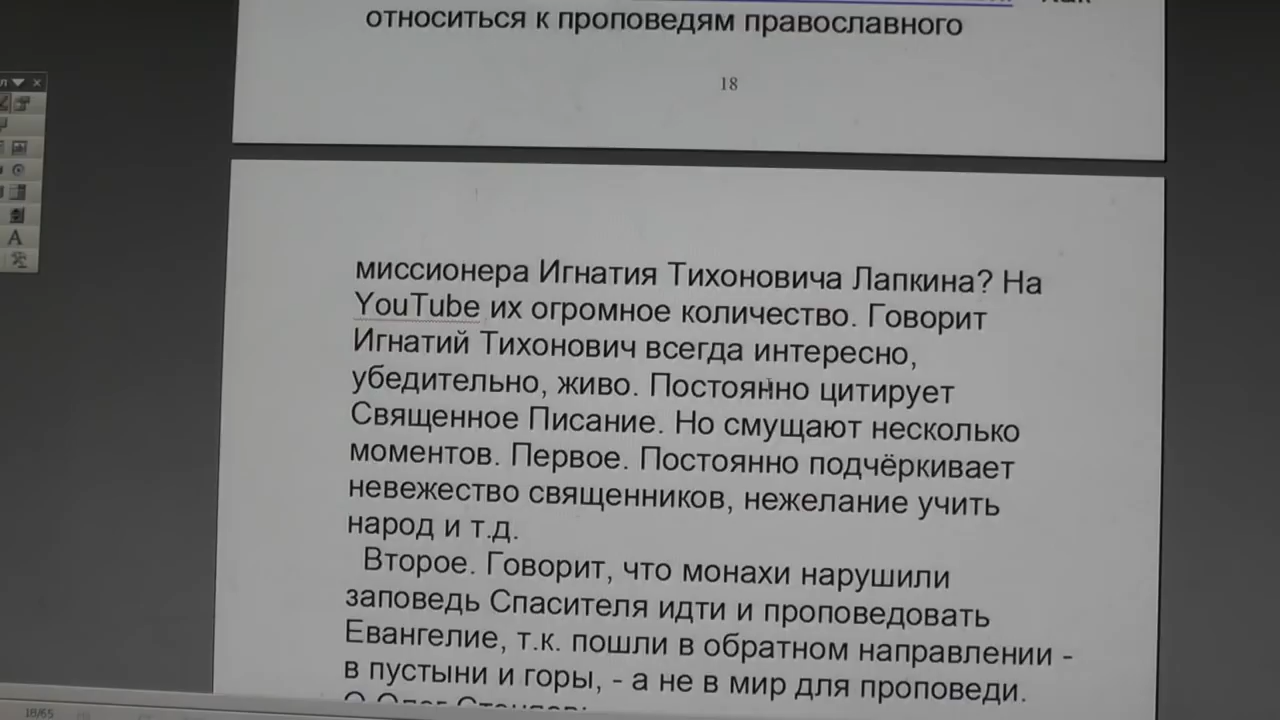 относиться к проповедям православного
18
миссионера Игнатия Тихоновича Лапкина? На
YouTube их огромное количество. Говорит
Игнатий Тихонович всегда интересно,
убедительно, живо. Постоянно цитирует
Священное Писание. Но смущают несколько
моментов. Первое. Постоянно подчёркивает
невежество священников, нежелание учить
народ и т.д.
Второе. Говорит, что монахи нарушили
заповедь Спасителя идти и проповедовать
Евангелие, т.к. пошли в обратном направлении -
в пустыни и горы, - а не в мир для проповеди.
18/65